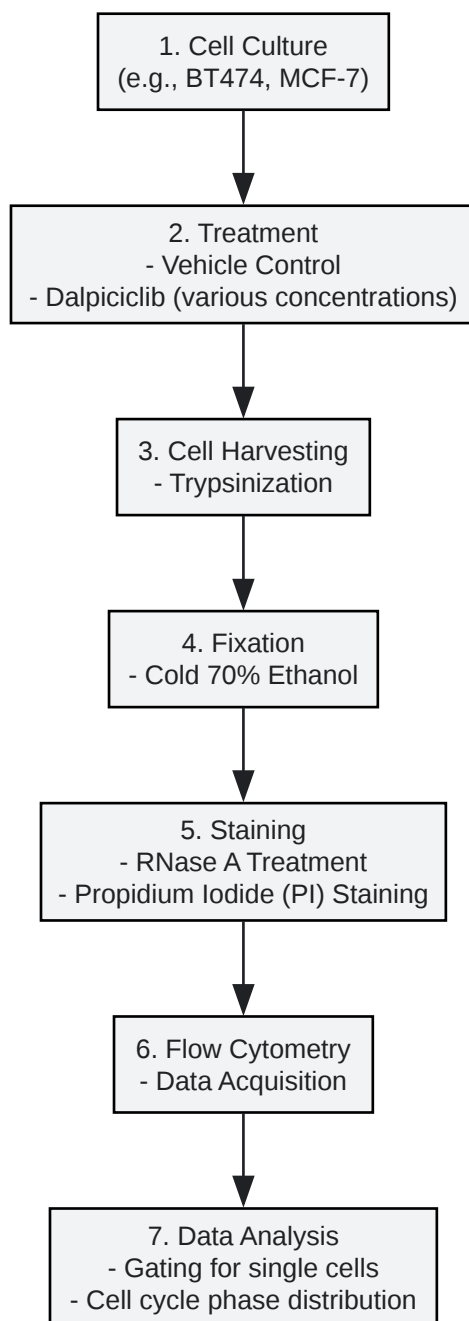 1. Cell Culture
(e.g., BT474, MCF-7)
2. Treatment
- Vehicle Control
- Dalpiciclib (various concentrations)
3. Cell Harvesting
- Trypsinization
4. Fixation
- Cold 70% Ethanol
5. Staining
- RNase A Treatment
- Propidium Iodide (PI) Staining
6. Flow Cytometry
- Data Acquisition
7. Data Analysis
- Gating for single cells
- Cell cycle phase distribution